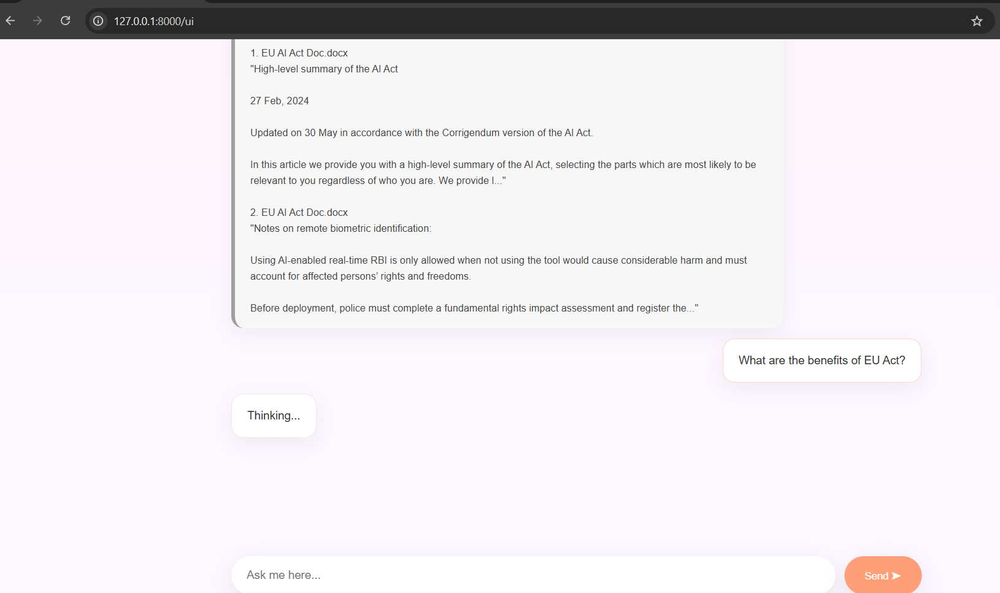 127.0.0.1:8000/ui
1. EU AI Act Doc.docx
"High-level summary of the AI Act
27 Feb, 2024
Updated on 30 May in accordance with the Corrigendum version of the AI Act.
In this article we provide you with a high-level summary of the AI Act, selecting the parts which are most likely to be
relevant to you regardless of who you are. We provide l..."
2. EU AI Act Doc.docx
"Notes on remote biometric identification:
Using AI-enabled real-time RBI is only allowed when not using the tool would cause considerable harm and must
account for affected persons’ rights and freedoms.
Before deployment, police must complete a fundamental rights impact assessment and register the..."
What are the benefits of EU Act?
Thinking...
Ask me here...
Send ➤